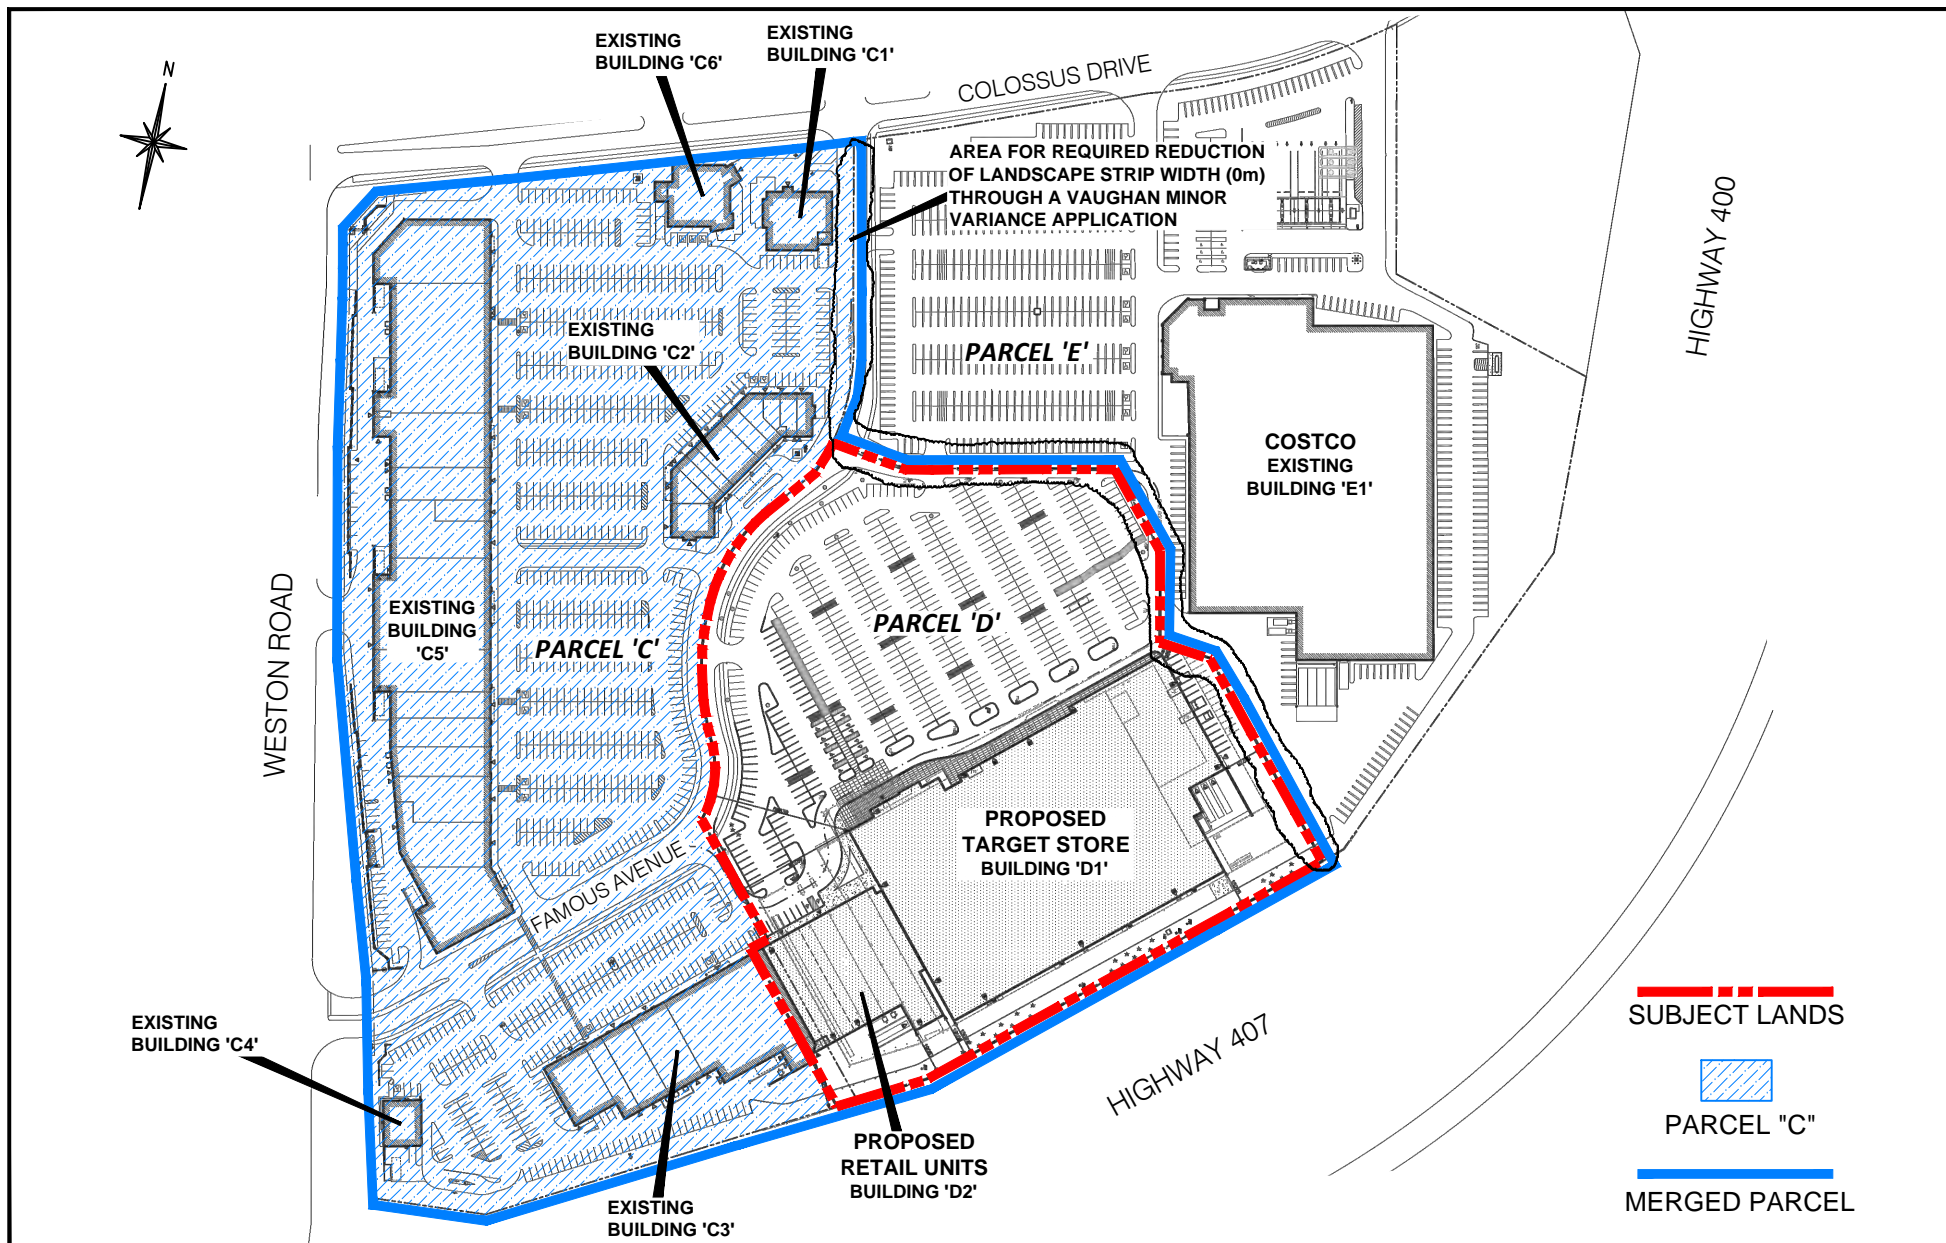 N
EXISTING
BUILDING 'C6'
EXISTING
BUILDING 'C1'
COLOSSUS DRIVE
AREA FOR REQUIRED REDUCTION
OF LANDSCAPE STRIP WIDTH (0m)
THROUGH A VAUGHAN MINOR
VARIANCE APPLICATION
HIGHWAY 400
EXISTING
BUILDING 'C2'
PARCEL 'E'
COSTCO
EXISTING
BUILDING 'E1'
WESTON ROAD
EXISTING
BUILDING
'C5'
PARCEL 'C'
PARCEL 'D'
PROPOSED
TARGET STORE
BUILDING 'D1'
FAMOUS AVENUE
EXISTING
BUILDING 'C4'
HIGHWAY 407
PROPOSED
RETAIL UNITS
BUILDING 'D2'
EXISTING
BUILDING 'C3'
SUBJECT LANDS
PARCEL "C"
MERGED PARCEL